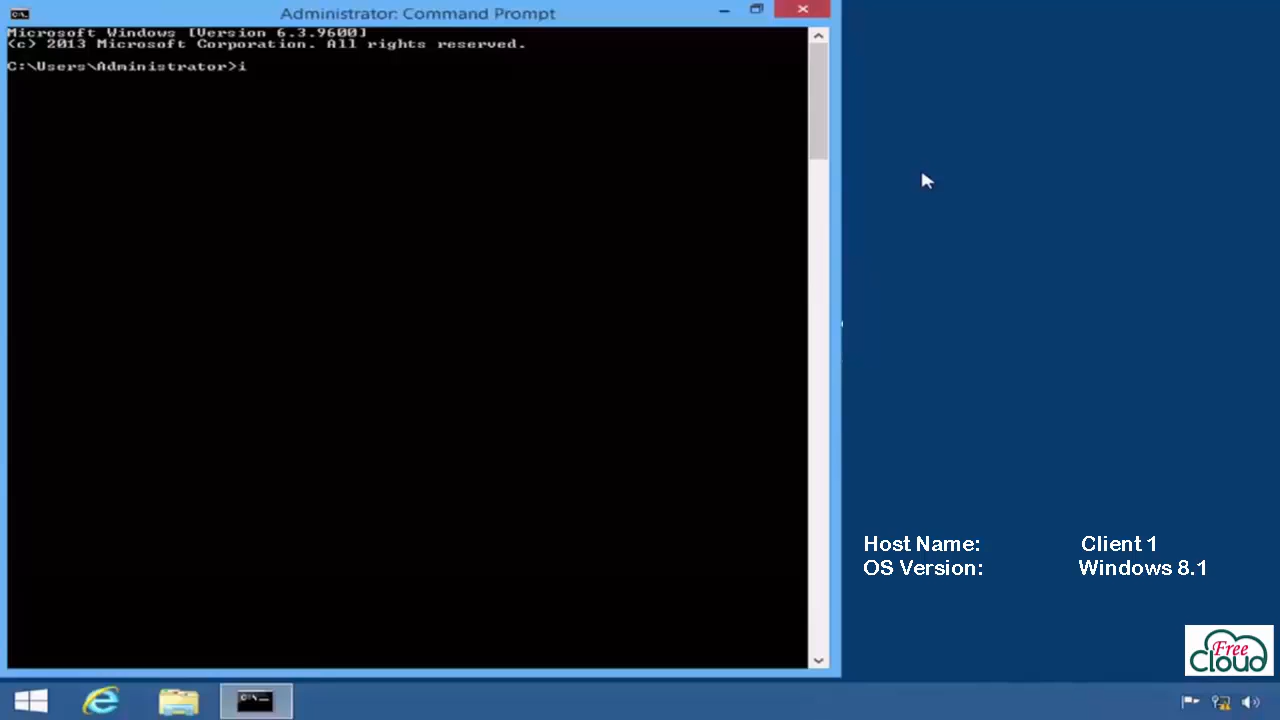 Administrator: Command Prompt
Microsoft Windows [Version 6.3.9600]
(c) 2013 Microsoft Corporation. All rights reserved.
C:\Users\Administrator>i
Host Name: Client 1
OS Version: Windows 8.1
Free
Cloud